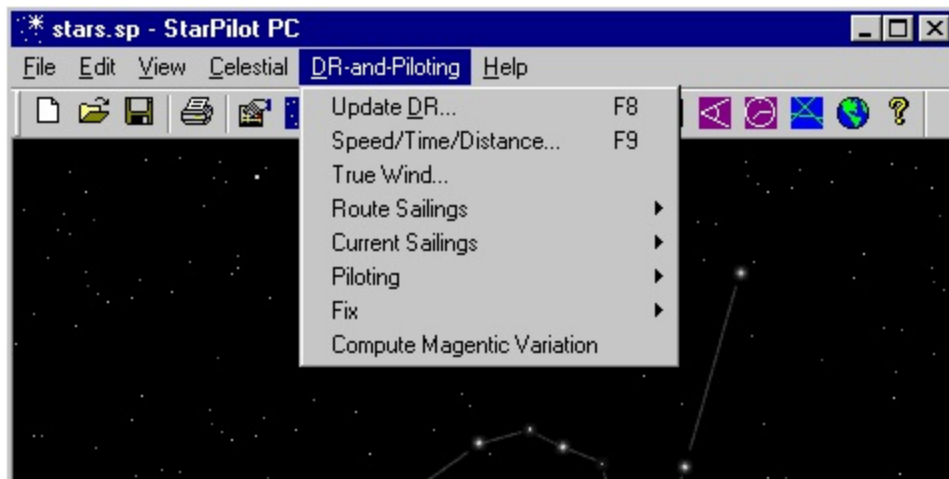 stars.sp - StarPilot PC
File Edit View Celestial DR-and-Piloting Help
Update DR... F8
Speed/Time/Distance... F9
True Wind...
Route Sailings
Current Sailings
Piloting
Fix
Compute Magentic Variation